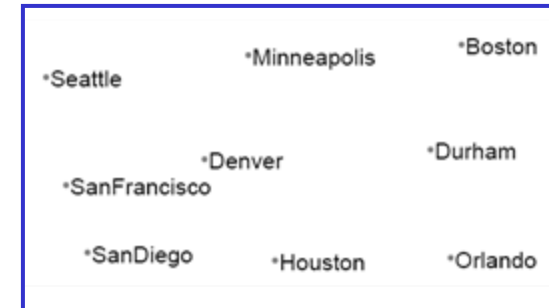 •Boston
•Minneapolis
•Seattle
•Durham
•Denver
•SanFrancisco
•SanDiego
•Houston
•Orlando